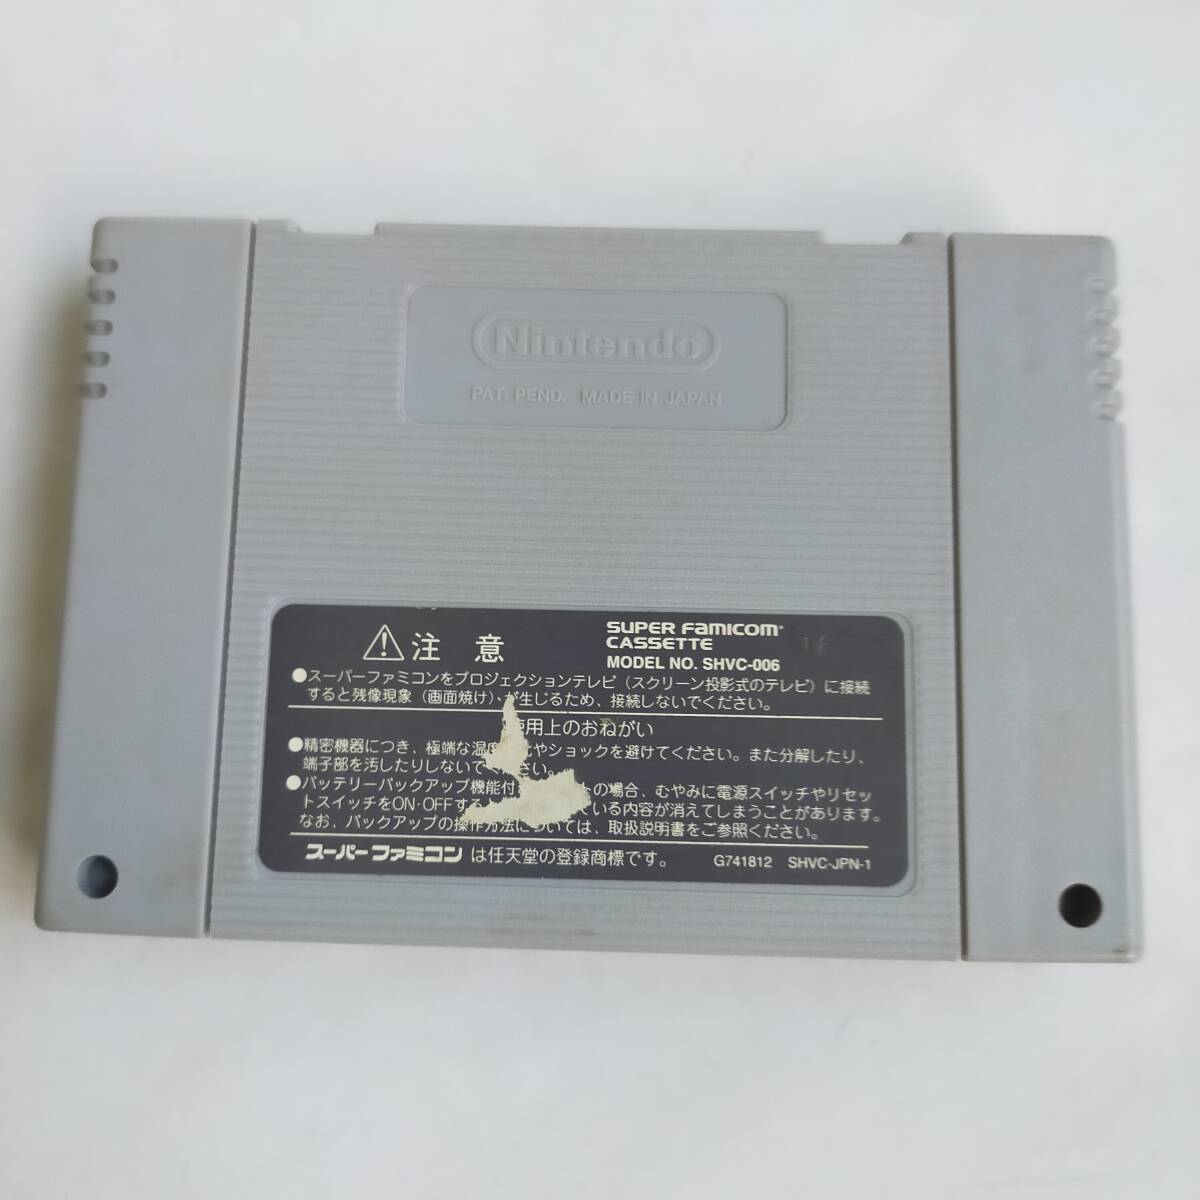 Nintendo
PAT. PEND. MADE IN JAPAN
注意
SUPER FAMICOM
CASSETTE
MODEL NO. SHVC-006
●スーパーファミコンをプロジェクションテレビ（スクリーン投影式のテレビ）に接続
すると残像現象（画面焼け）が生じるため、接続しないでください。
使用上のおねがい
●精密機器につき、極端な温度 やショックを避けてください。また分解したり、
端子部を汚したりしないでください。
●バッテリーバックアップ機能付 の場合、むやみに電源スイッチやリセッ
トスイッチをON·OFFする いる内容が消えてしまうことがあります。
なお、バックアップの操作方法については、取扱説明書をご参照ください。
スーパーファミコン は任天堂の登録商標です。
G741812 SHVC-JPN-1